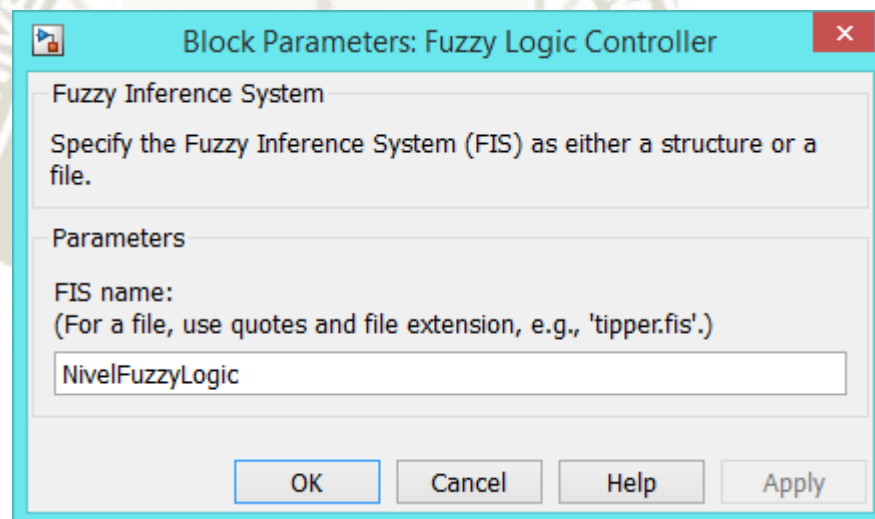 Block Parameters: Fuzzy Logic Controller
Fuzzy Inference System
Specify the Fuzzy Inference System (FIS) as either a structure or a
file.
Parameters
FIS name:
(For a file, use quotes and file extension, e.g., 'tipper.fis'.)
NivelFuzzyLogic
OK Cancel Help Apply